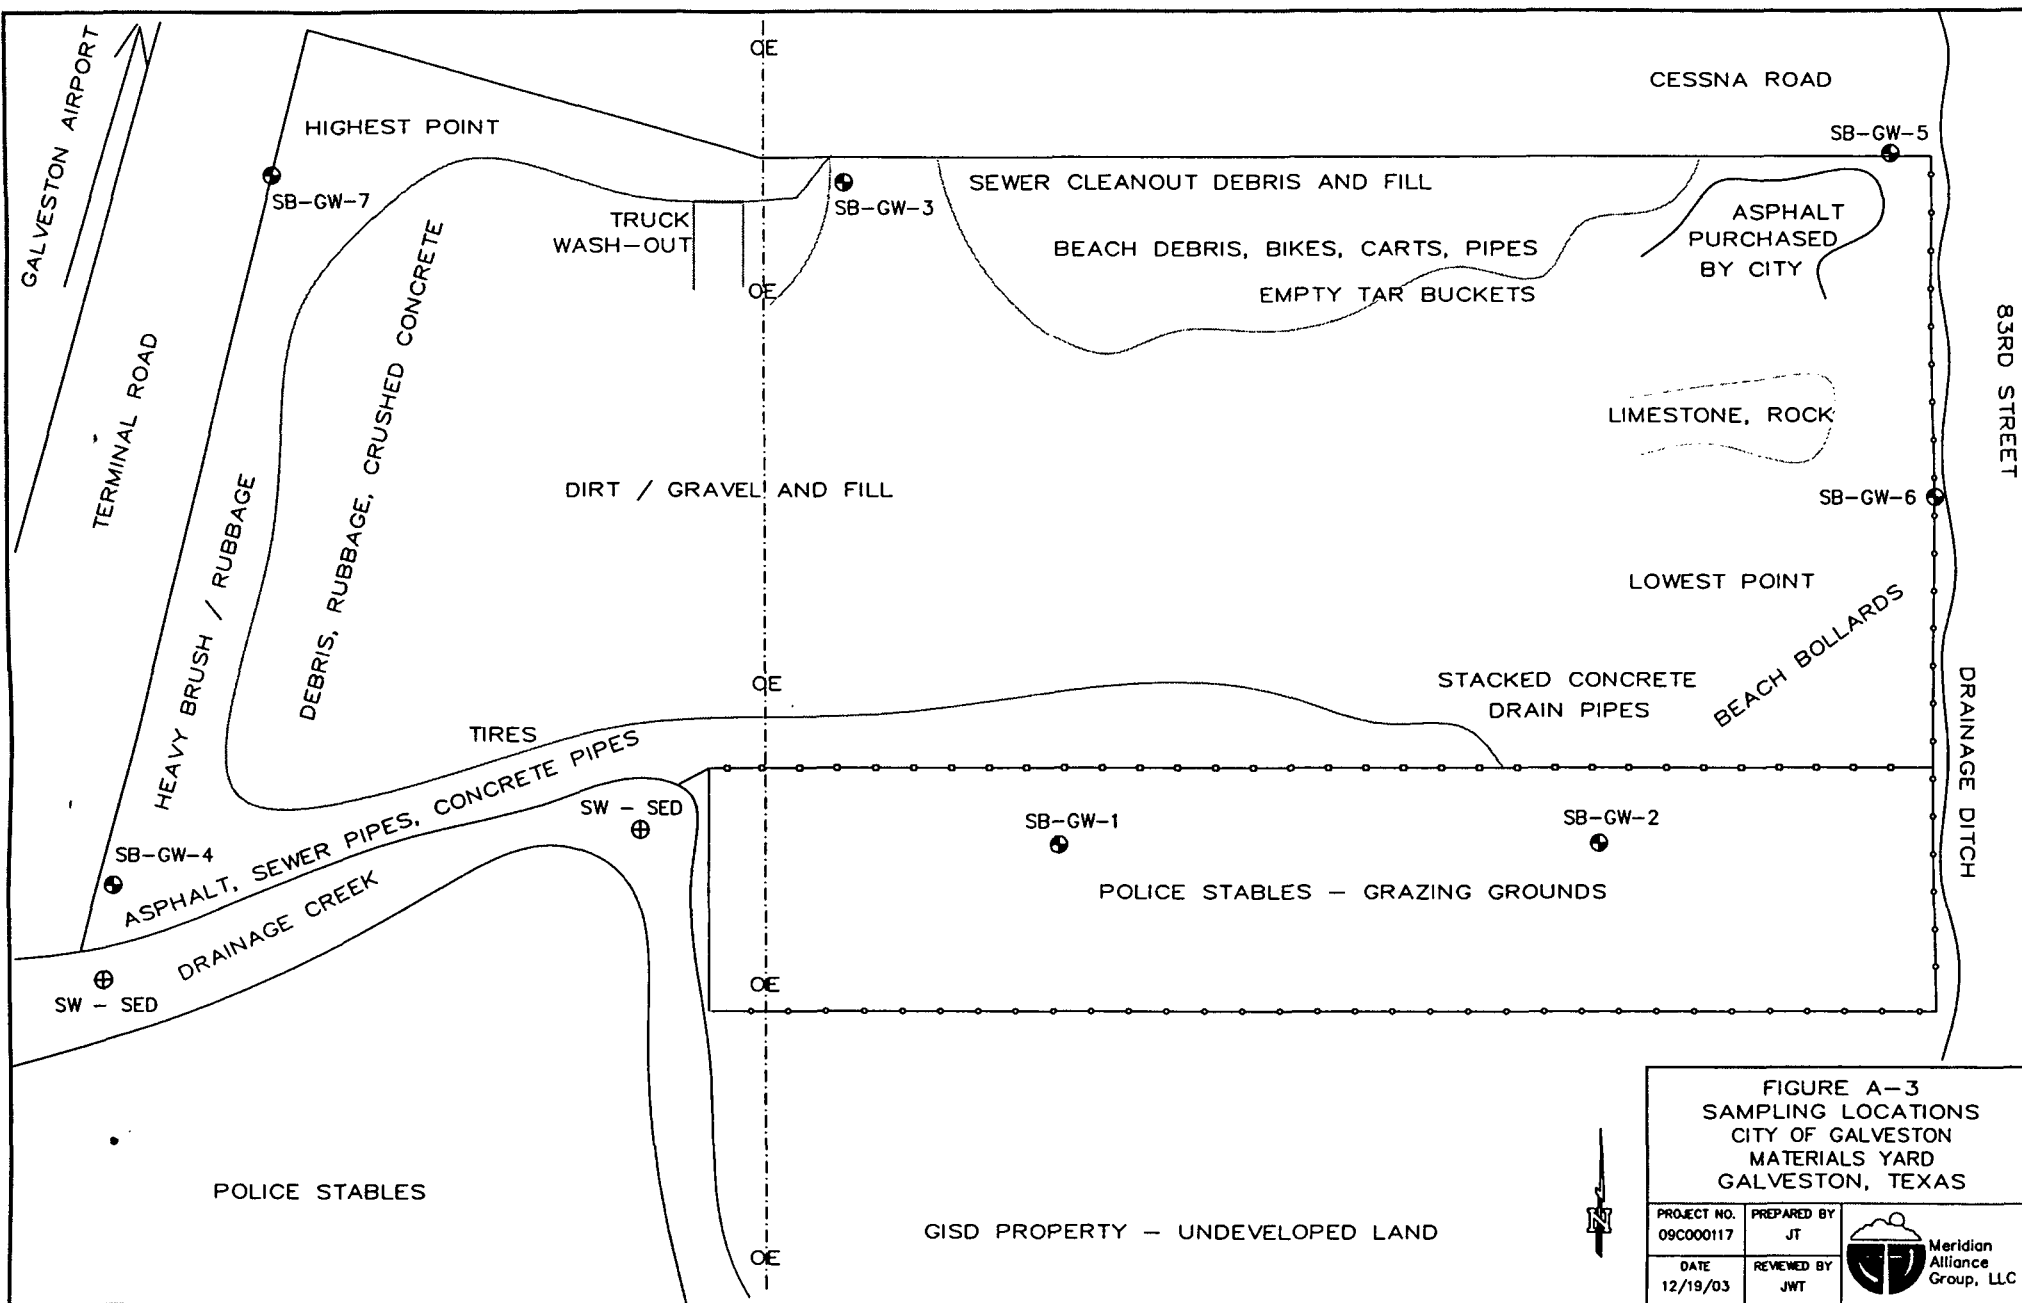 OE
CESSNA ROAD
GALVESTON AIRPORT
HIGHEST POINT
SB-GW-5
SB-GW-7
SB-GW-3
SEWER CLEANOUT DEBRIS AND FILL
TRUCK
WASH-OUT
ASPHALT
PURCHASED
BY CITY
BEACH DEBRIS, BIKES, CARTS, PIPES
EMPTY TAR BUCKETS
OE
83RD STREET
TERMINAL ROAD
DEBRIS, RUBBAGE, CRUSHED CONCRETE
LIMESTONE, ROCK
DIRT / GRAVEL AND FILL
SB-GW-6
HEAVY BRUSH / RUBBAGE
LOWEST POINT
BEACH BOLLARDS
OE
STACKED CONCRETE
DRAIN PIPES
DRAINAGE DITCH
TIRES
ASPHALT, SEWER PIPES, CONCRETE PIPES
SW - SED
SB-GW-1
SB-GW-2
SB-GW-4
POLICE STABLES - GRAZING GROUNDS
DRAINAGE CREEK
SW - SED
OE
POLICE STABLES
GISD PROPERTY - UNDEVELOPED LAND
OE
N
FIGURE A-3
SAMPLING LOCATIONS
CITY OF GALVESTON
MATERIALS YARD
GALVESTON, TEXAS
PROJECT NO.
09C000117
PREPARED BY
JT
DATE
12/19/03
REVIEWED BY
JWT
Meridian
Alliance
Group, LLC